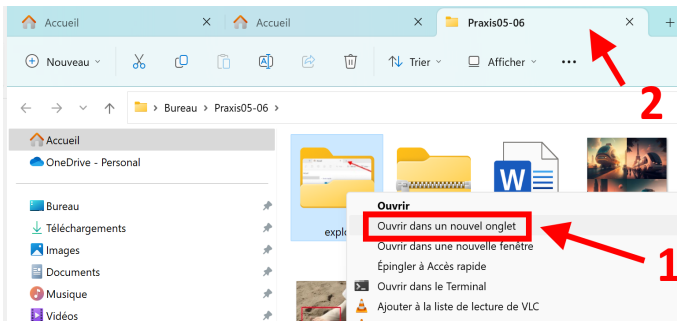 Accueil
Accueil
Praxis05-06
Nouveau
Trier
Afficher
2
Bureau
Praxis05-06
Accueil
OneDrive - Personal
Bureau
Téléchargements
Images
Documents
Musique
Vidéos
W
explo
Ouvrir
Ouvrir dans un nouvel onglet
Ouvrir dans une nouvelle fenêtre
Épingler à Accès rapide
Ouvrir dans le Terminal
Ajouter à la liste de lecture de VLC
1